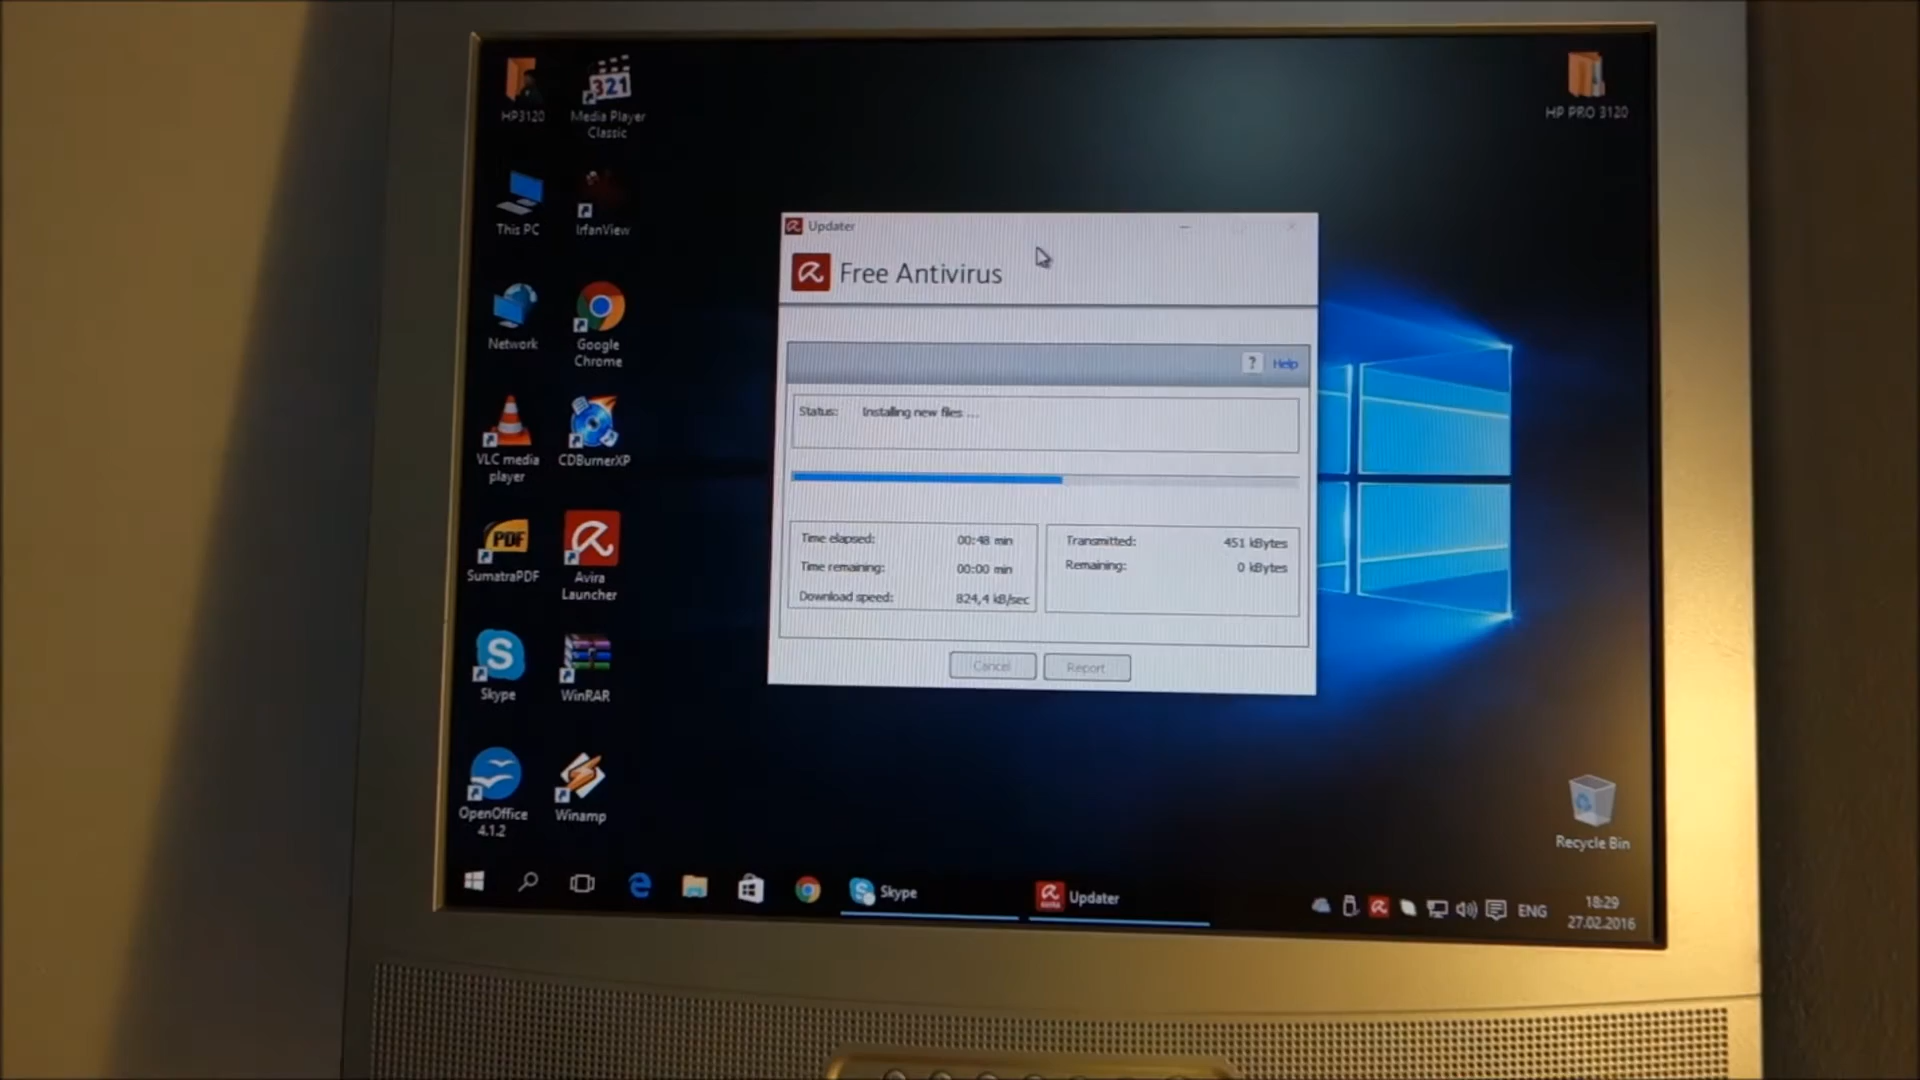 HP3120
321
Media Player
Classic
HP PRO 3120
This PC
IrfanView
Network
Google
Chrome
VLC media
player
CDBurnerXP
PDF
SumatraPDF
Avira
Launcher
Skype
WinRAR
OpenOffice
4.1.2
Winamp
Recycle Bin
Updater
Free Antivirus
? Help
Status: Installing new files ...
Time elapsed: 00:48 min
Time remaining: 00:00 min
Download speed: 824,4 kB/sec
Transmitted: 451 kBytes
Remaining: 0 kBytes
Cancel
Report
Skype
Updater
ENG
18:29
27.02.2016